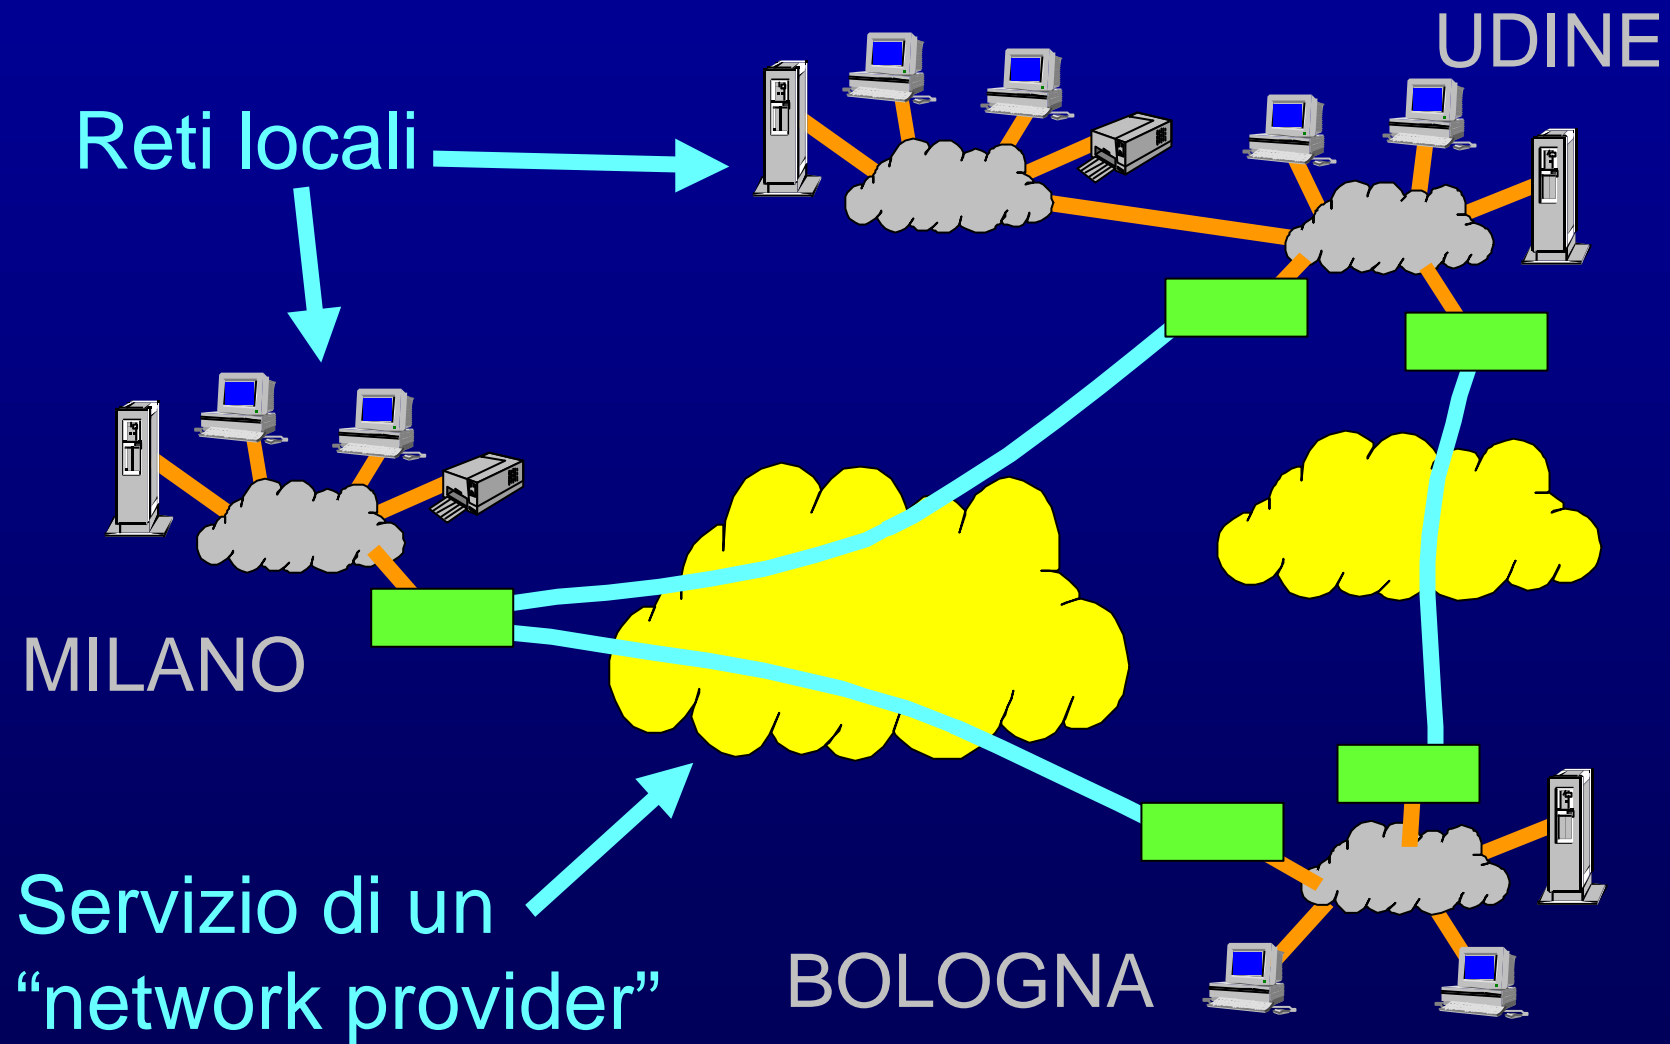 UDINE
Reti locali
MILANO
Servizio di un
“network provider”
BOLOGNA